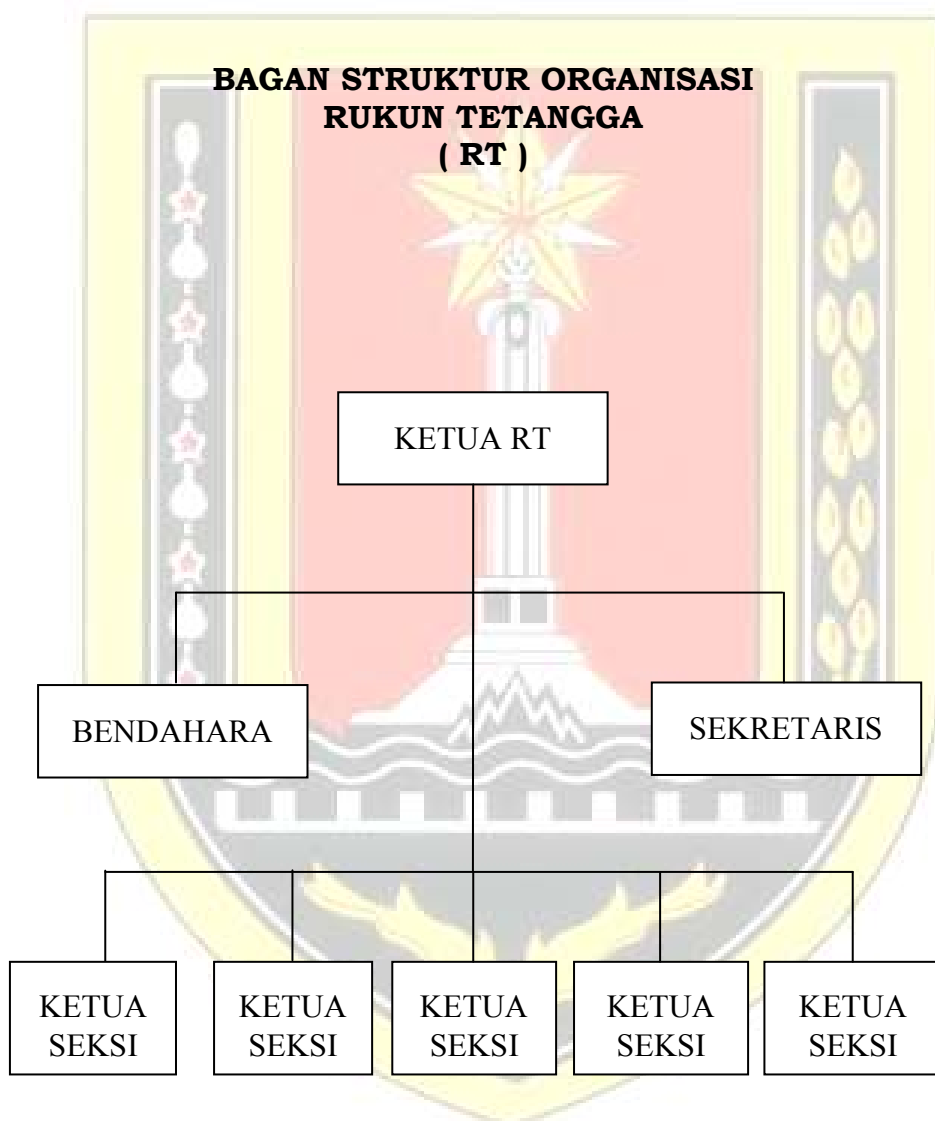 BAGAN STRUKTUR ORGANISASI
RUKUN TETANGGA
( RT )
KETUA RT
BENDAHARA
SEKRETARIS
KETUA
SEKSI
KETUA
SEKSI
KETUA
SEKSI
KETUA
SEKSI
KETUA
SEKSI